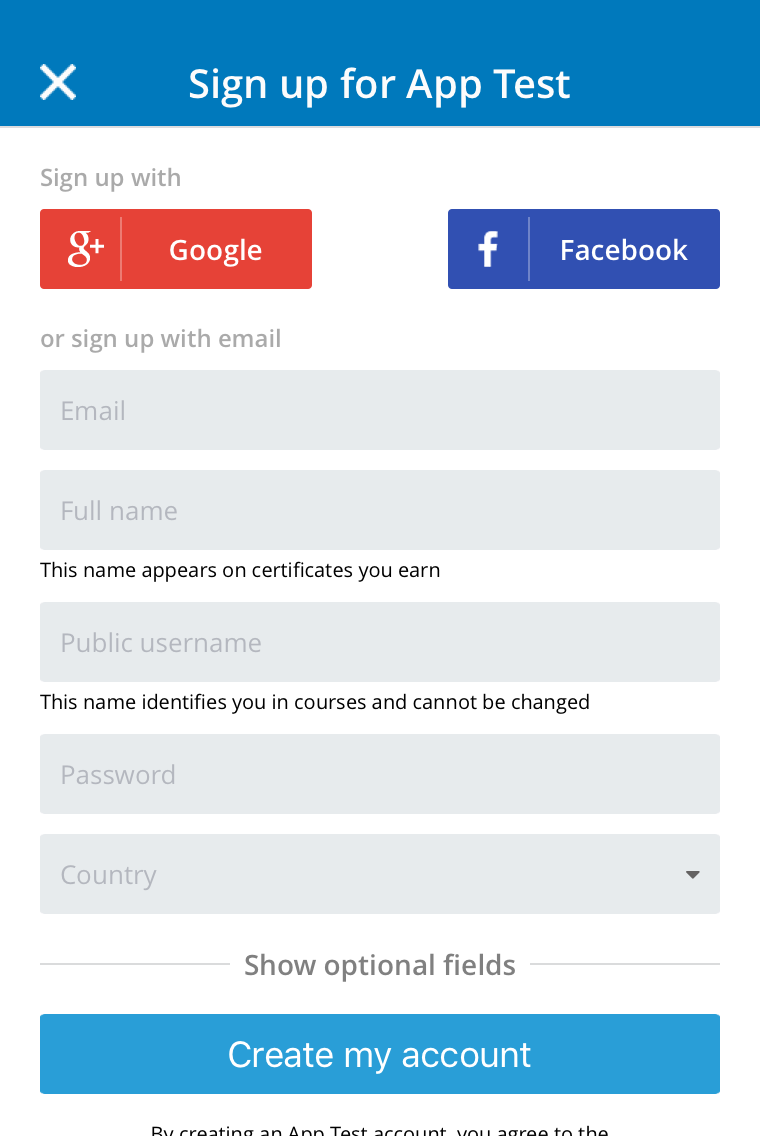 Sign up for App Test
Sign up with
g+ Google
f Facebook
or sign up with email
Email
Full name
This name appears on certificates you earn
Public username
This name identifies you in courses and cannot be changed
Password
Country
Show optional fields
Create my account
By creating an App Test account, you agree to the